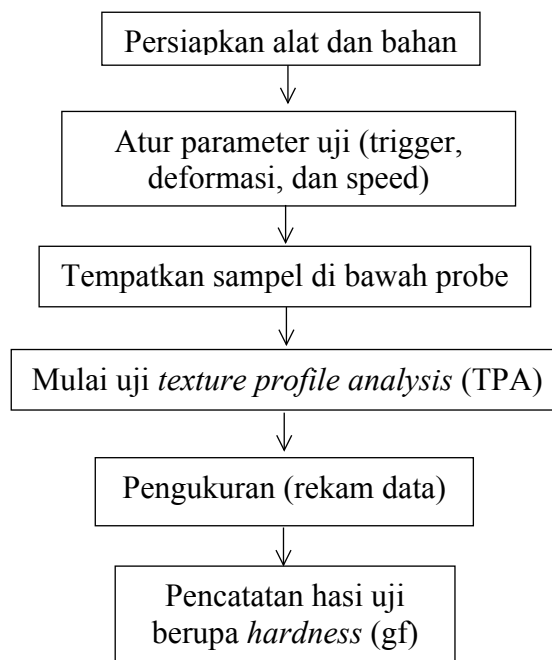 Persiapkan alat dan bahan
Atur parameter uji (trigger,
deformasi, dan speed)
Tempatkan sampel di bawah probe
Mulai uji texture profile analysis (TPA)
Pengukuran (rekam data)
Pencatatan hasi uji
berupa hardness (gf)